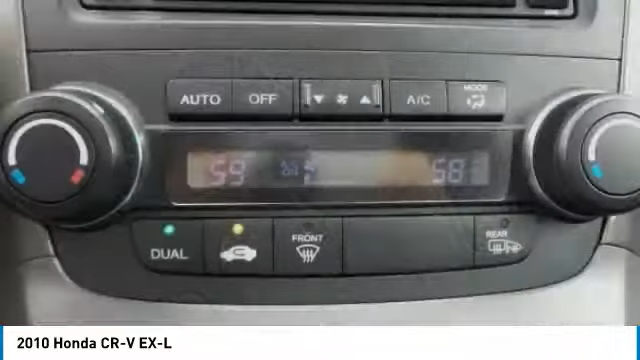 AUTO OFF A/C MODE
59 58
DUAL FRONT REAR
2010 Honda CR-V EX-L